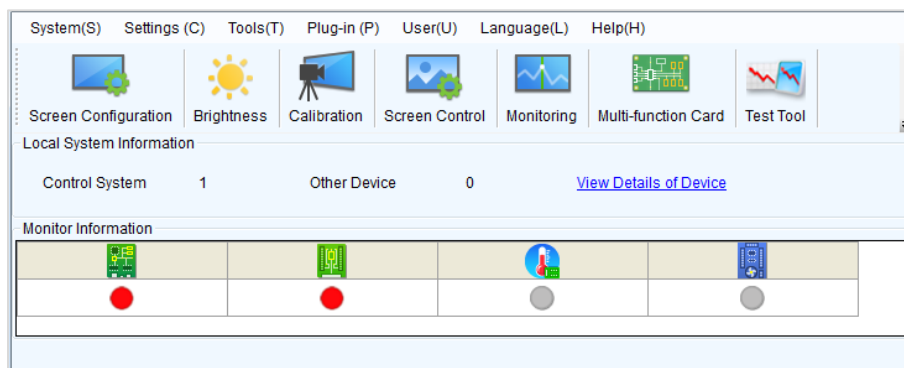 System(S) Settings (C) Tools(T) Plug-in (P) User(U) Language(L) Help(H)
Screen Configuration Brightness Calibration Screen Control Monitoring Multi-function Card Test Tool
Local System Information
Control System 1 Other Device 0 View Details of Device
Monitor Information